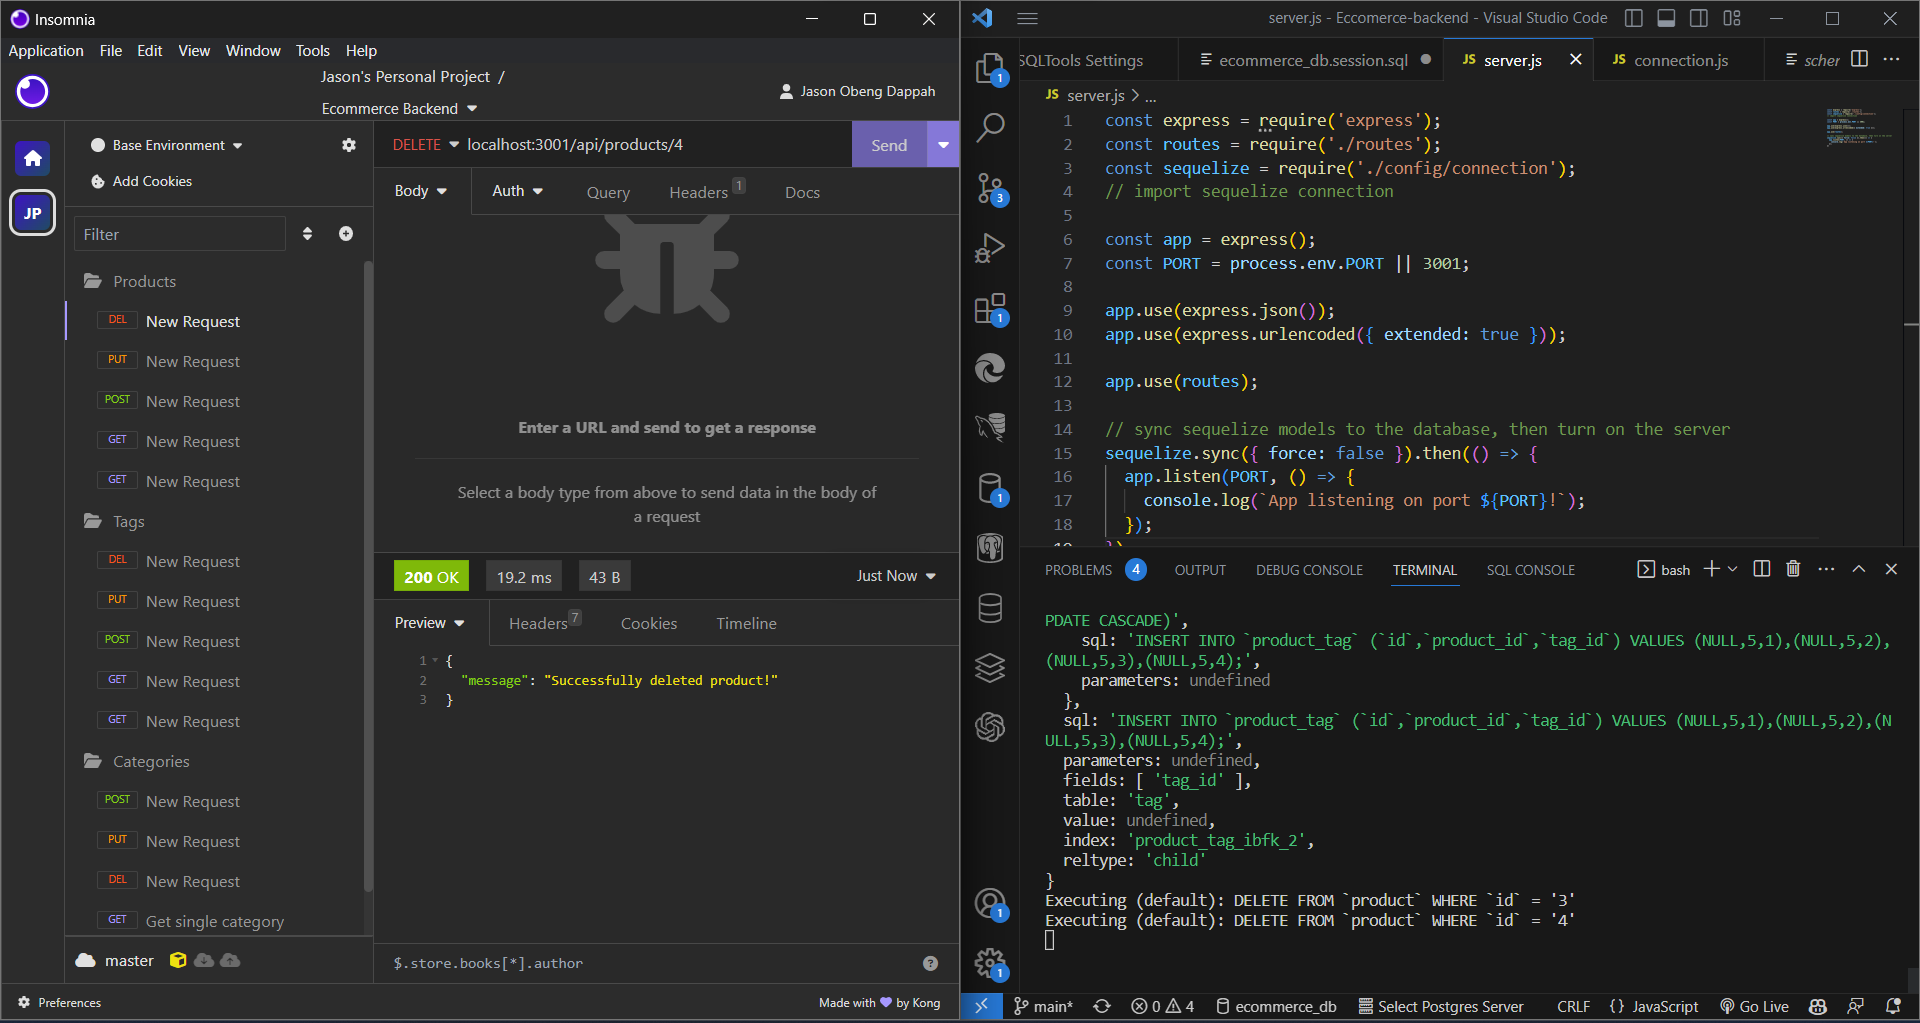 Insomnia
Application File Edit View Window Tools Help
Jason's Personal Project /
Ecommerce Backend
Jason Obeng Dappah
JP
Base Environment
Add Cookies
Filter
Products
DEL New Request
PUT New Request
POST New Request
GET New Request
GET New Request
Tags
DEL New Request
PUT New Request
POST New Request
GET New Request
GET New Request
Categories
POST New Request
PUT New Request
DEL New Request
GET Get single category
master
Preferences
DELETE localhost:3001/api/products/4 Send
Body Auth Query Headers 1 Docs
Enter a URL and send to get a response
Select a body type from above to send data in the body of
a request
200 OK 19.2 ms 43 B Just Now
Preview Headers 7 Cookies Timeline
1 {
2 "message": "Successfully deleted product!"
3 }
$.store.books[*].author
Made with by Kong
server.js - Eccomerce-backend - Visual Studio Code
SQLTools Settings ecommerce_db.session.sql JS server.js JS connection.js scher
JS server.js > ...
1 const express = require('express');
2 const routes = require('./routes');
3 const sequelize = require('./config/connection');
4 // import sequelize connection
5
6 const app = express();
7 const PORT = process.env.PORT || 3001;
8
9 app.use(express.json());
10 app.use(express.urlencoded({ extended: true }));
11
12 app.use(routes);
13
14 // sync sequelize models to the database, then turn on the server
15 sequelize.sync({ force: false }).then(() => {
16 app.listen(PORT, () => {
17 console.log(`App listening on port ${PORT}!`);
18 });
1
3
1
1
1
1
PROBLEMS 4 OUTPUT DEBUG CONSOLE TERMINAL SQL CONSOLE bash
PDATE CASCADE)',
sql: 'INSERT INTO `product_tag` (`id`,`product_id`,`tag_id`) VALUES (NULL,5,1),(NULL,5,2),
(NULL,5,3),(NULL,5,4);',
parameters: undefined
},
sql: 'INSERT INTO `product_tag` (`id`,`product_id`,`tag_id`) VALUES (NULL,5,1),(NULL,5,2),(N
ULL,5,3),(NULL,5,4);',
parameters: undefined,
fields: [ 'tag_id' ],
table: 'tag',
value: undefined,
index: 'product_tag_ibfk_2',
reltype: 'child'
}
Executing (default): DELETE FROM `product` WHERE `id` = '3'
Executing (default): DELETE FROM `product` WHERE `id` = '4'
main* 0 4 ecommerce_db Select Postgres Server CRLF {} JavaScript Go Live